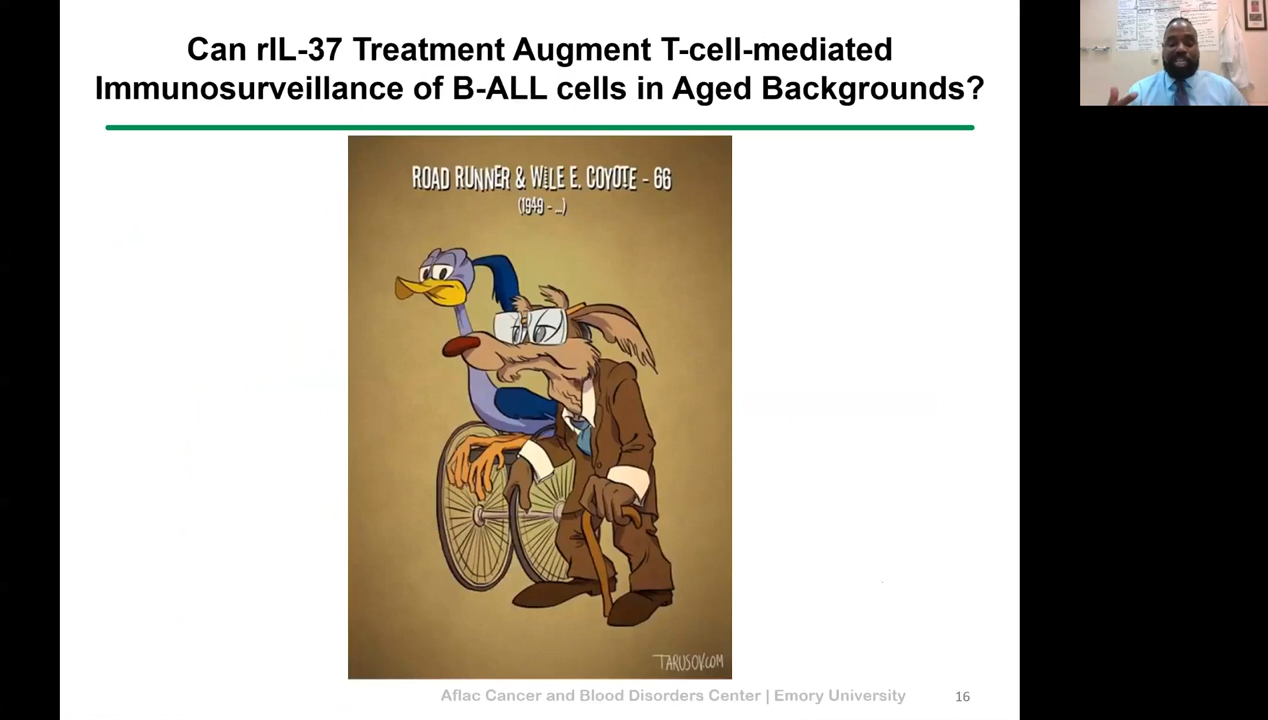 Can rIL-37 Treatment Augment T-cell-mediated
Immunosurveillance of B-ALL cells in Aged Backgrounds?
ROAD RUNNER & WiLE E. COYOTE - 66
(1949 - ...)
TARUSOV.COM
Aflac Cancer and Blood Disorders Center | Emory University
16